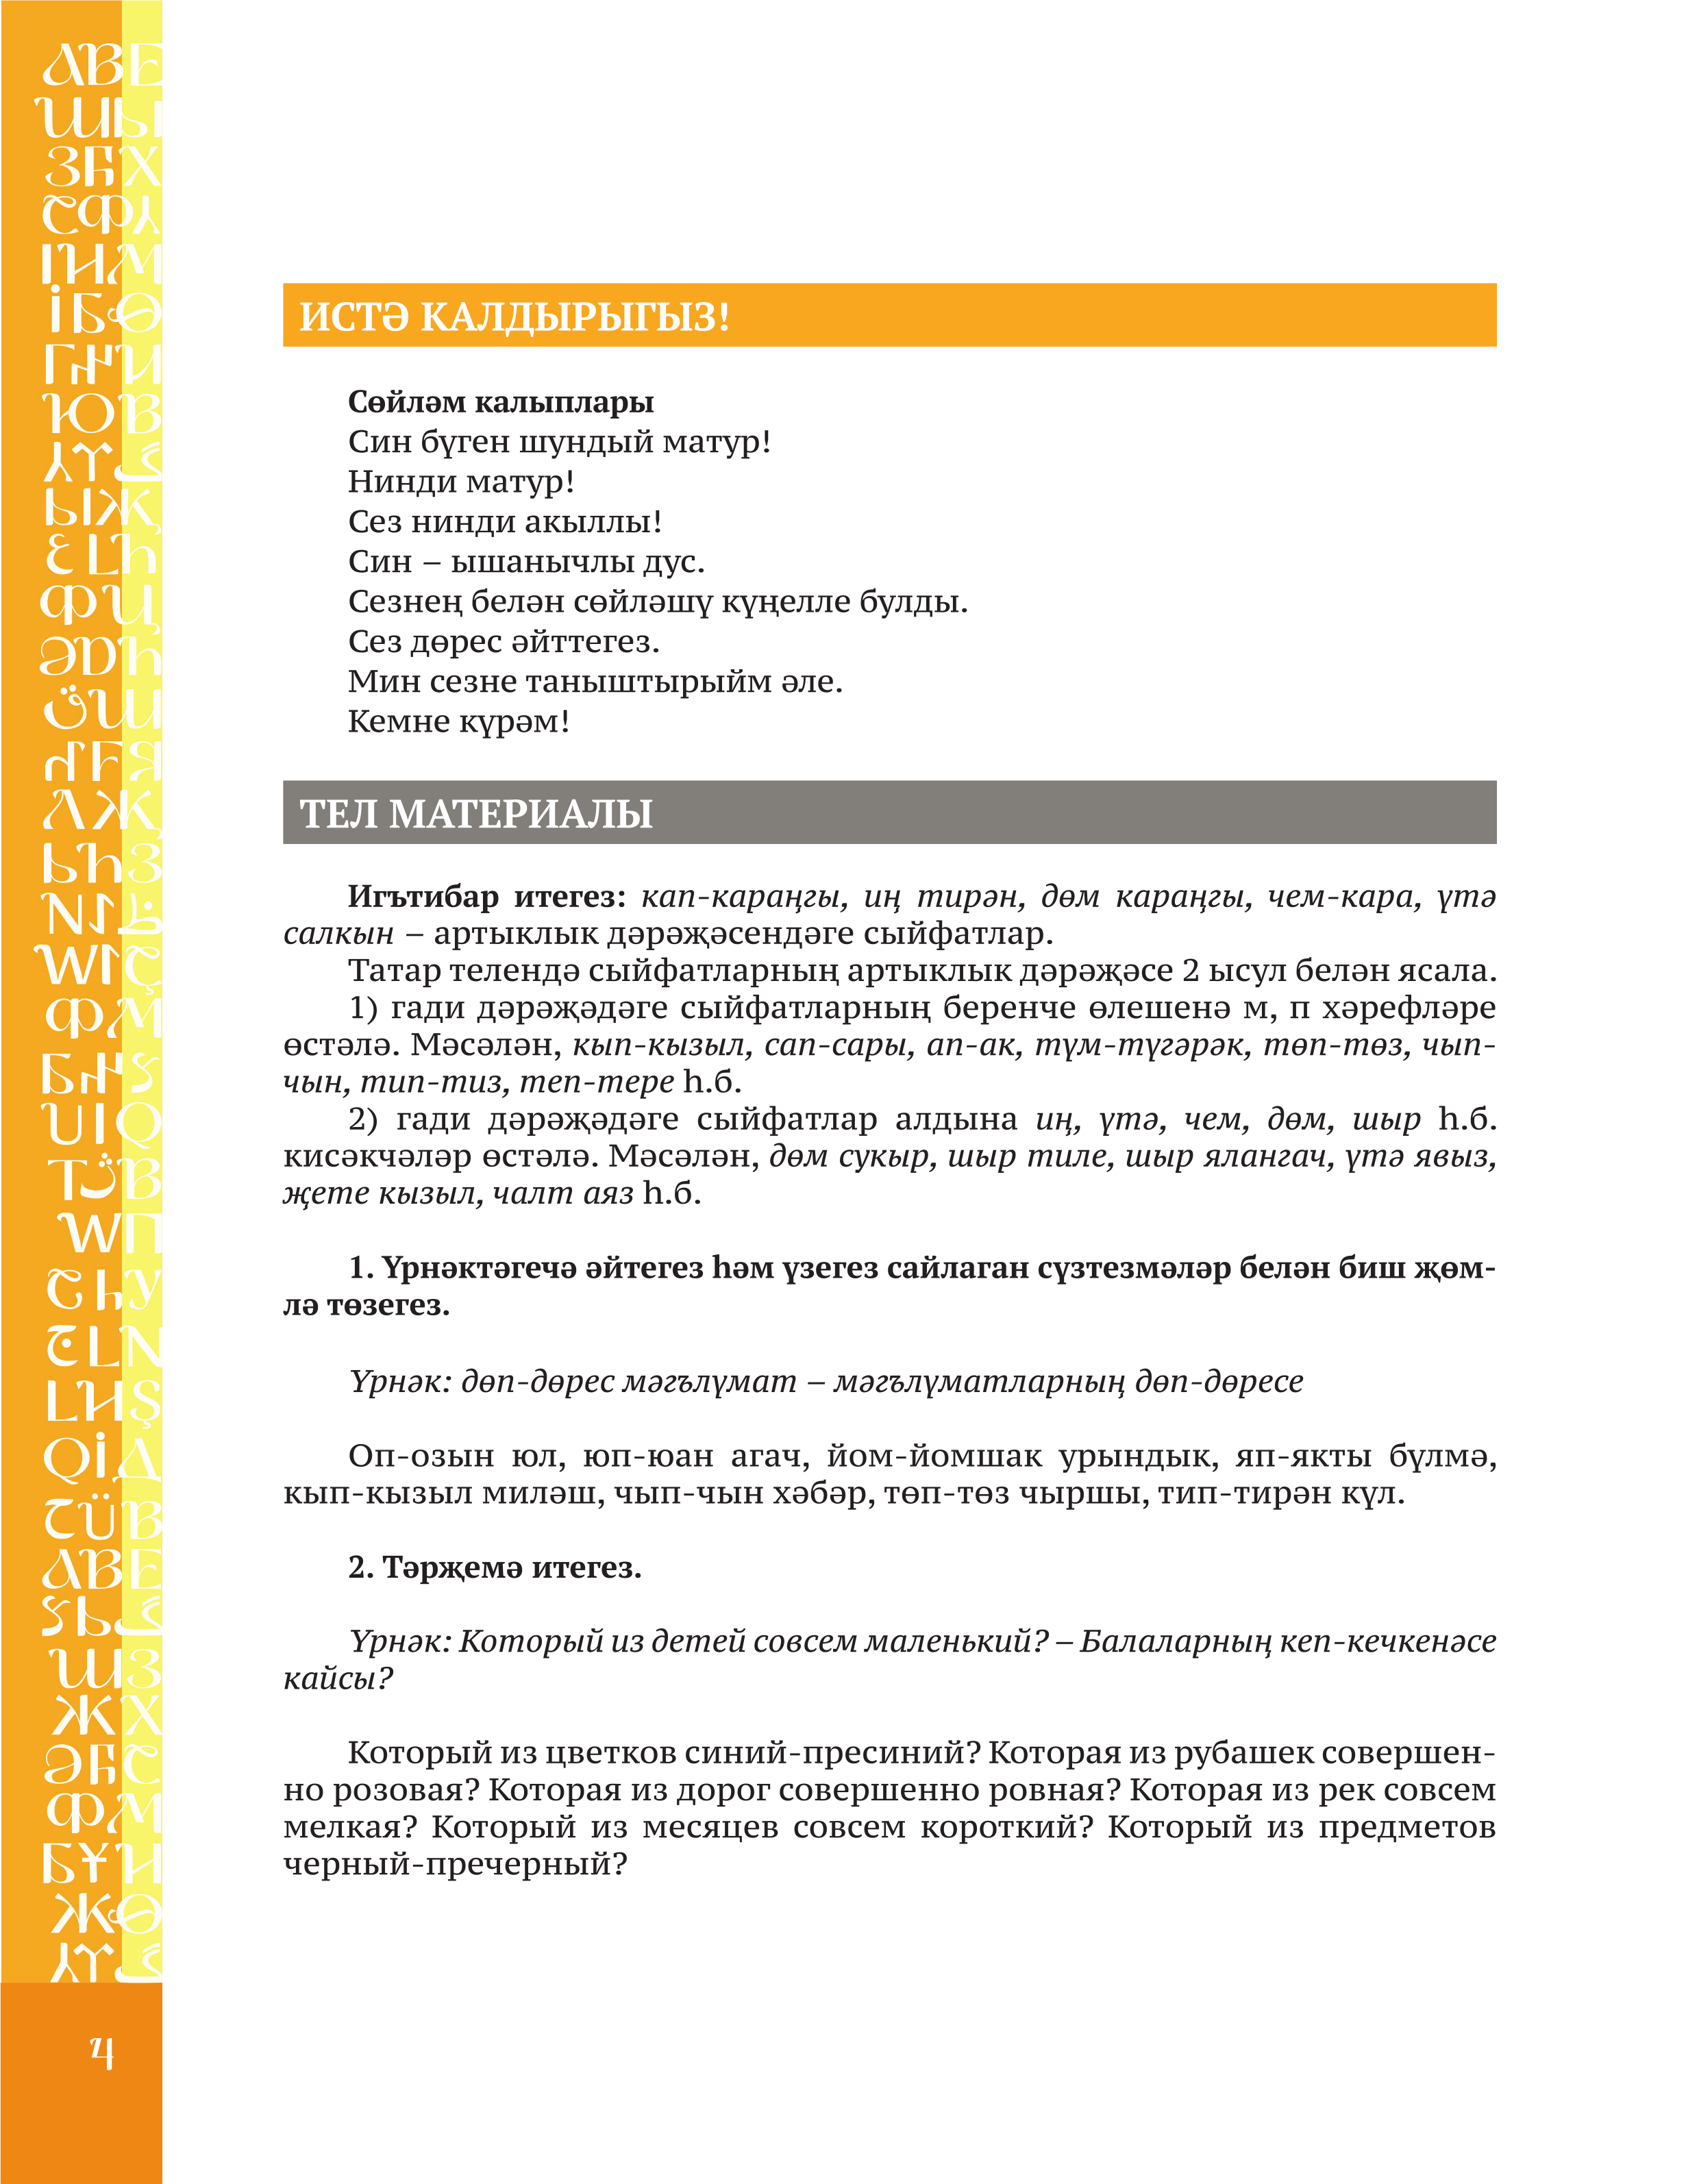 ИСТӘ КАЛДЫРЫГЫЗ!
Сөйләм калыплары
Син бүген шундый матур!
Нинди матур!
Сез нинди акыллы!
Син – ышанычлы дус.
Сезнең белән сөйләшү күңелле булды.
Сез дөрес әйттегез.
Мин сезне таныштырыйм әле.
Кемне күрәм!
ТЕЛ МАТЕРИАЛЫ
Игътибар итегез: кап-караңгы, иң тирән, дөм караңгы, чем-кара, үтә
салкын – артыклык дәрәҗәсендәге сыйфатлар.
Татар телендә сыйфатларның артыклык дәрәҗәсе 2 ысул белән ясала.
1) гади дәрәҗәдәге сыйфатларның беренче өлешенә м, п хәрефләре
өстәлә. Мәсәлән, кып-кызыл, сап-сары, ап-ак, түм-түгәрәк, төп-төз, чып-
чын, тип-тиз, теп-тере һ.б.
2) гади дәрәҗәдәге сыйфатлар алдына иң, үтә, чем, дөм, шыр һ.б.
кисәкчәләр өстәлә. Мәсәлән, дөм сукыр, шыр тиле, шыр ялангач, үтә явыз,
җете кызыл, чалт аяз һ.б.
1. Үрнәктәгечә әйтегез һәм үзегез сайлаган сүзтезмәләр белән биш җөм-
лә төзегез.
Үрнәк: дөп-дөрес мәгълүмат – мәгълүматларның дөп-дөресе
Оп-озын юл, юп-юан агач, йом-йомшак урындык, яп-якты бүлмә,
кып-кызыл миләш, чып-чын хәбәр, төп-төз чыршы, тип-тирән күл.
2. Тәрҗемә итегез.
Үрнәк: Который из детей совсем маленький? – Балаларның кеп-кечкенәсе
кайсы?
Который из цветков синий-пресиний? Которая из рубашек совершен-
но розовая? Которая из дорог совершенно ровная? Которая из рек совсем
мелкая? Который из месяцев совсем короткий? Который из предметов
черный-пречерный?
4